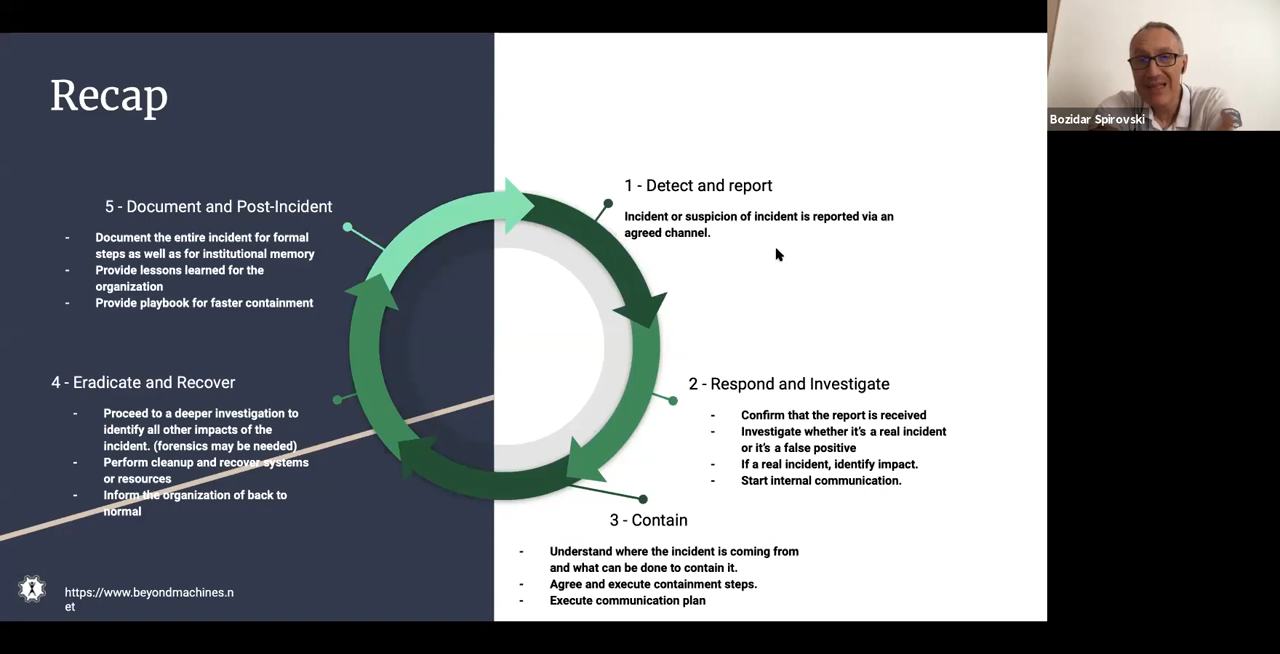 Recap
1 - Detect and report
Incident or suspicion of incident is reported via an
agreed channel.
2 - Respond and Investigate
- Confirm that the report is received
- Investigate whether it's a real incident
or it's a false positive
- If a real incident, identify impact.
- Start internal communication.
3 - Contain
- Understand where the incident is coming from
and what can be done to contain it.
- Agree and execute containment steps.
- Execute communication plan
4 - Eradicate and Recover
- Proceed to a deeper investigation to
identify all other impacts of the
incident. (forensics may be needed)
- Perform cleanup and recover systems
or resources
- Inform the organization of back to
normal
5 - Document and Post-Incident
- Document the entire incident for formal
steps as well as for institutional memory
- Provide lessons learned for the
organization
- Provide playbook for faster containment
https://www.beyondmachines.n
et
Bozidar Spirovski